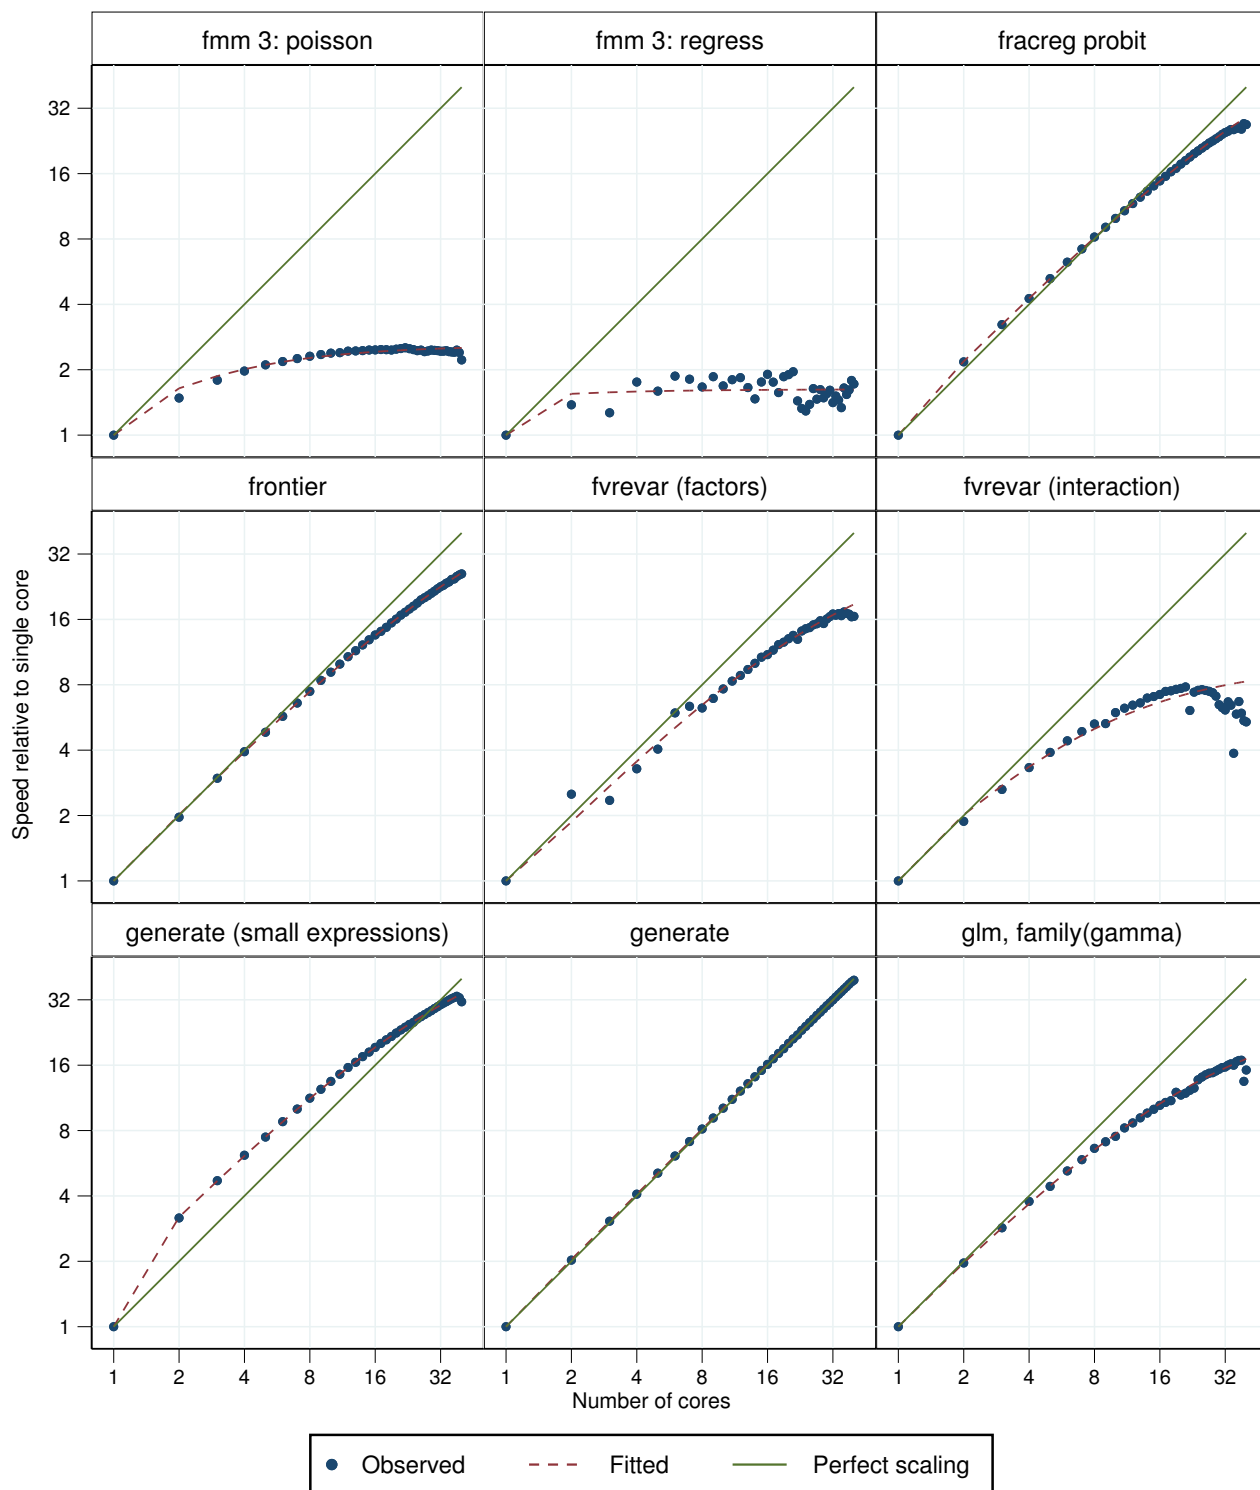 fmm 3: poisson
fmm 3: regress
fracreg probit
32
16
8
4
2
1
frontier
fvrevar (factors)
fvrevar (interaction)
32
16
8
4
2
1
Speed relative to single core
generate (small expressions)
generate
glm, family(gamma)
32
16
8
4
2
1
1 2 4 8 16 32
1 2 4 8 16 32
1 2 4 8 16 32
Number of cores
Observed Fitted Perfect scaling